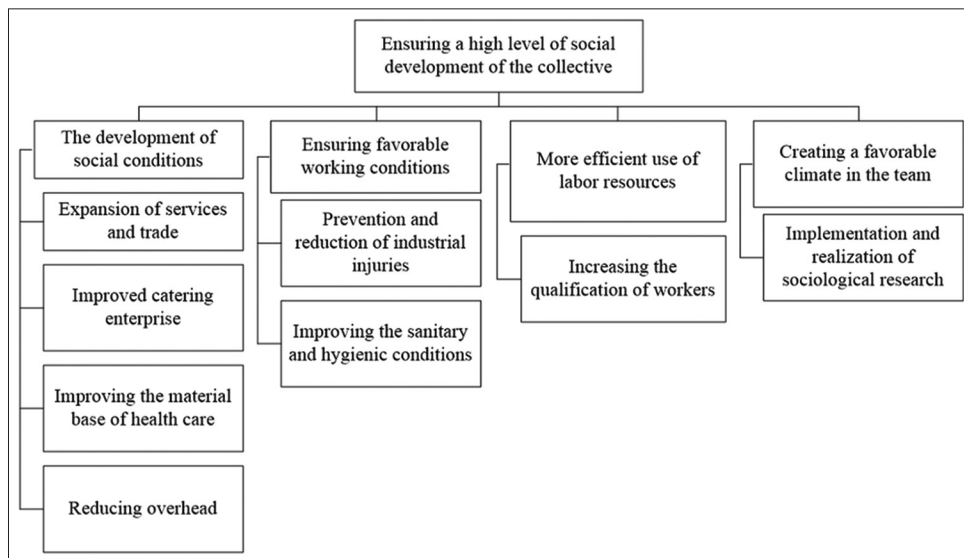 Ensuring a high level of social
development of the collective
The development of
social conditions
Expansion of services
and trade
Improved catering
enterprise
Improving the material
base of health care
Reducing overhead
Ensuring favorable
working conditions
Prevention and
reduction of industrial
injuries
Improving the sanitary
and hygienic conditions
More efficient use of
labor resources
Increasing the
qualification of workers
Creating a favorable
climate in the team
Implementation and
realization of
sociological research